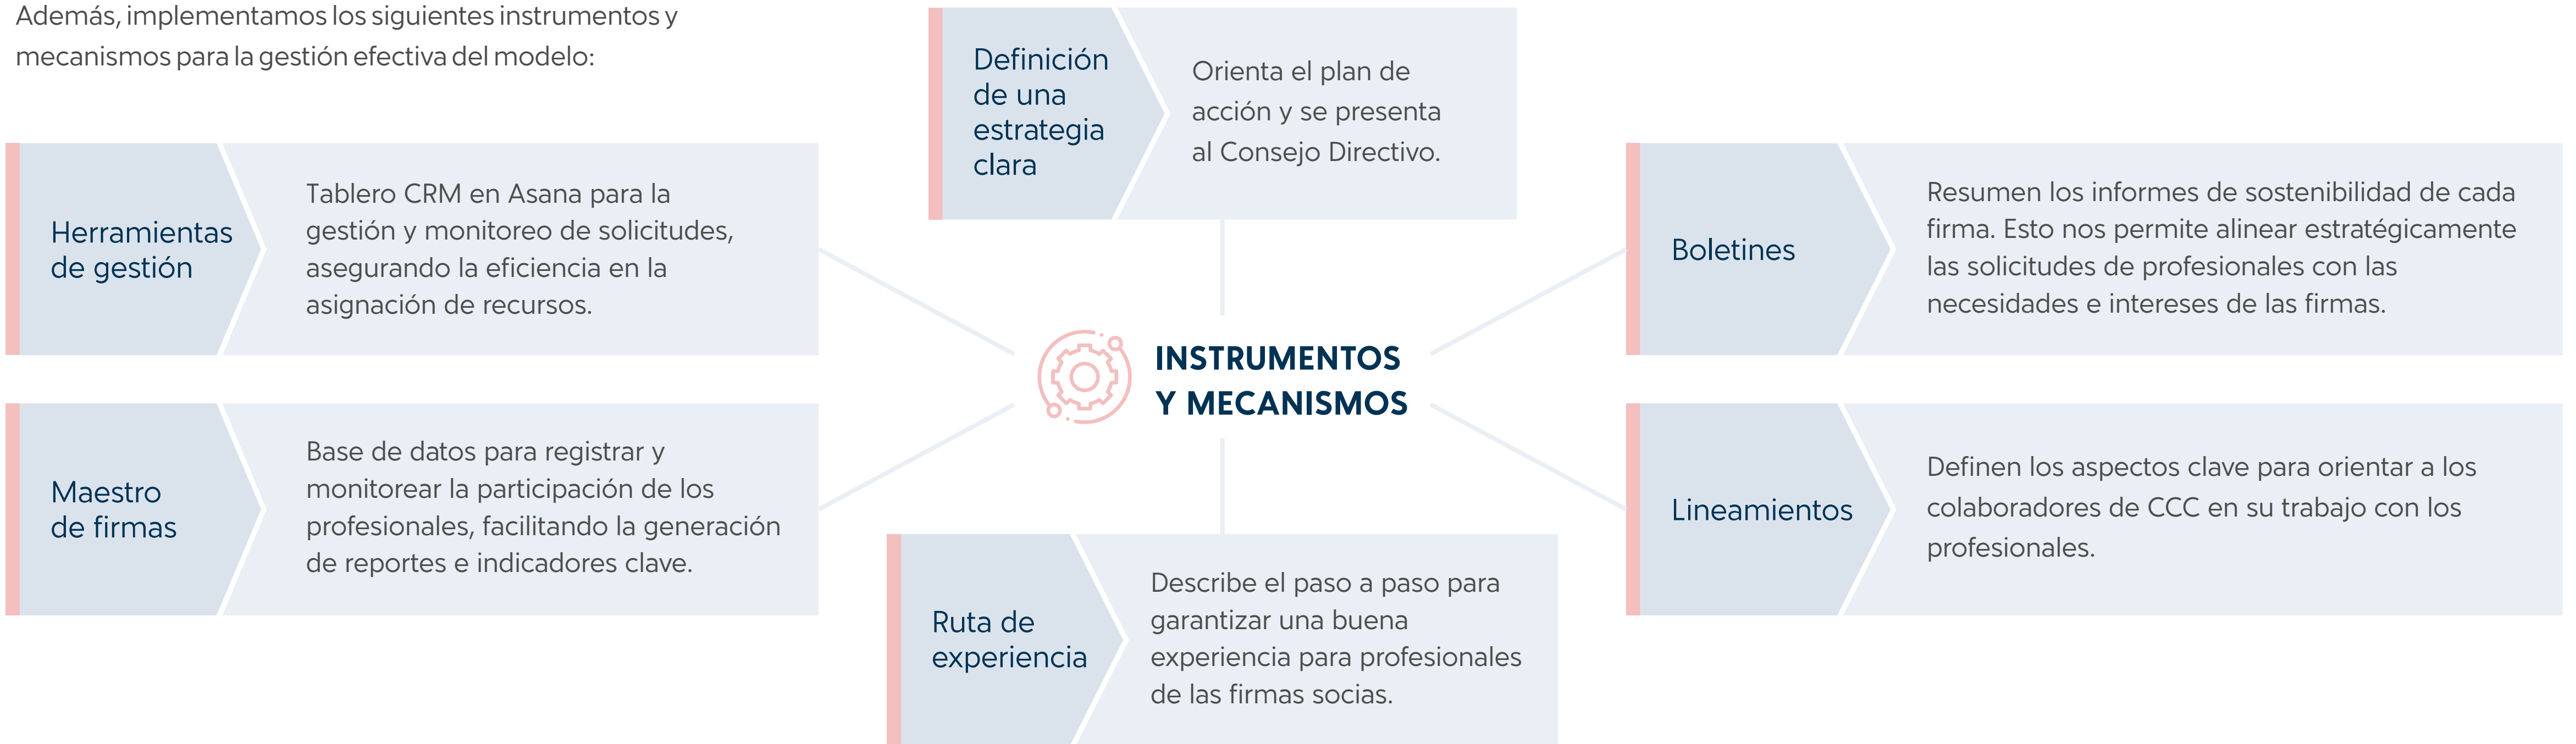 Además, implementamos los siguientes instrumentos y
mecanismos para la gestión efectiva del modelo:
Definición
de una
estrategia
clara
Orienta el plan de
acción y se presenta
al Consejo Directivo.
Herramientas
de gestión
Tablero CRM en Asana para la
gestión y monitoreo de solicitudes,
asegurando la eficiencia en la
asignación de recursos.
Boletines
Resumen los informes de sostenibilidad de cada
firma. Esto nos permite alinear estratégicamente
las solicitudes de profesionales con las
necesidades e intereses de las firmas.
INSTRUMENTOS
Y MECANISMOS
Maestro
de firmas
Base de datos para registrar y
monitorear la participación de los
profesionales, facilitando la generación
de reportes e indicadores clave.
Lineamientos
Definen los aspectos clave para orientar a los
colaboradores de CCC en su trabajo con los
profesionales.
Ruta de
experiencia
Describe el paso a paso para
garantizar una buena
experiencia para profesionales
de las firmas socias.